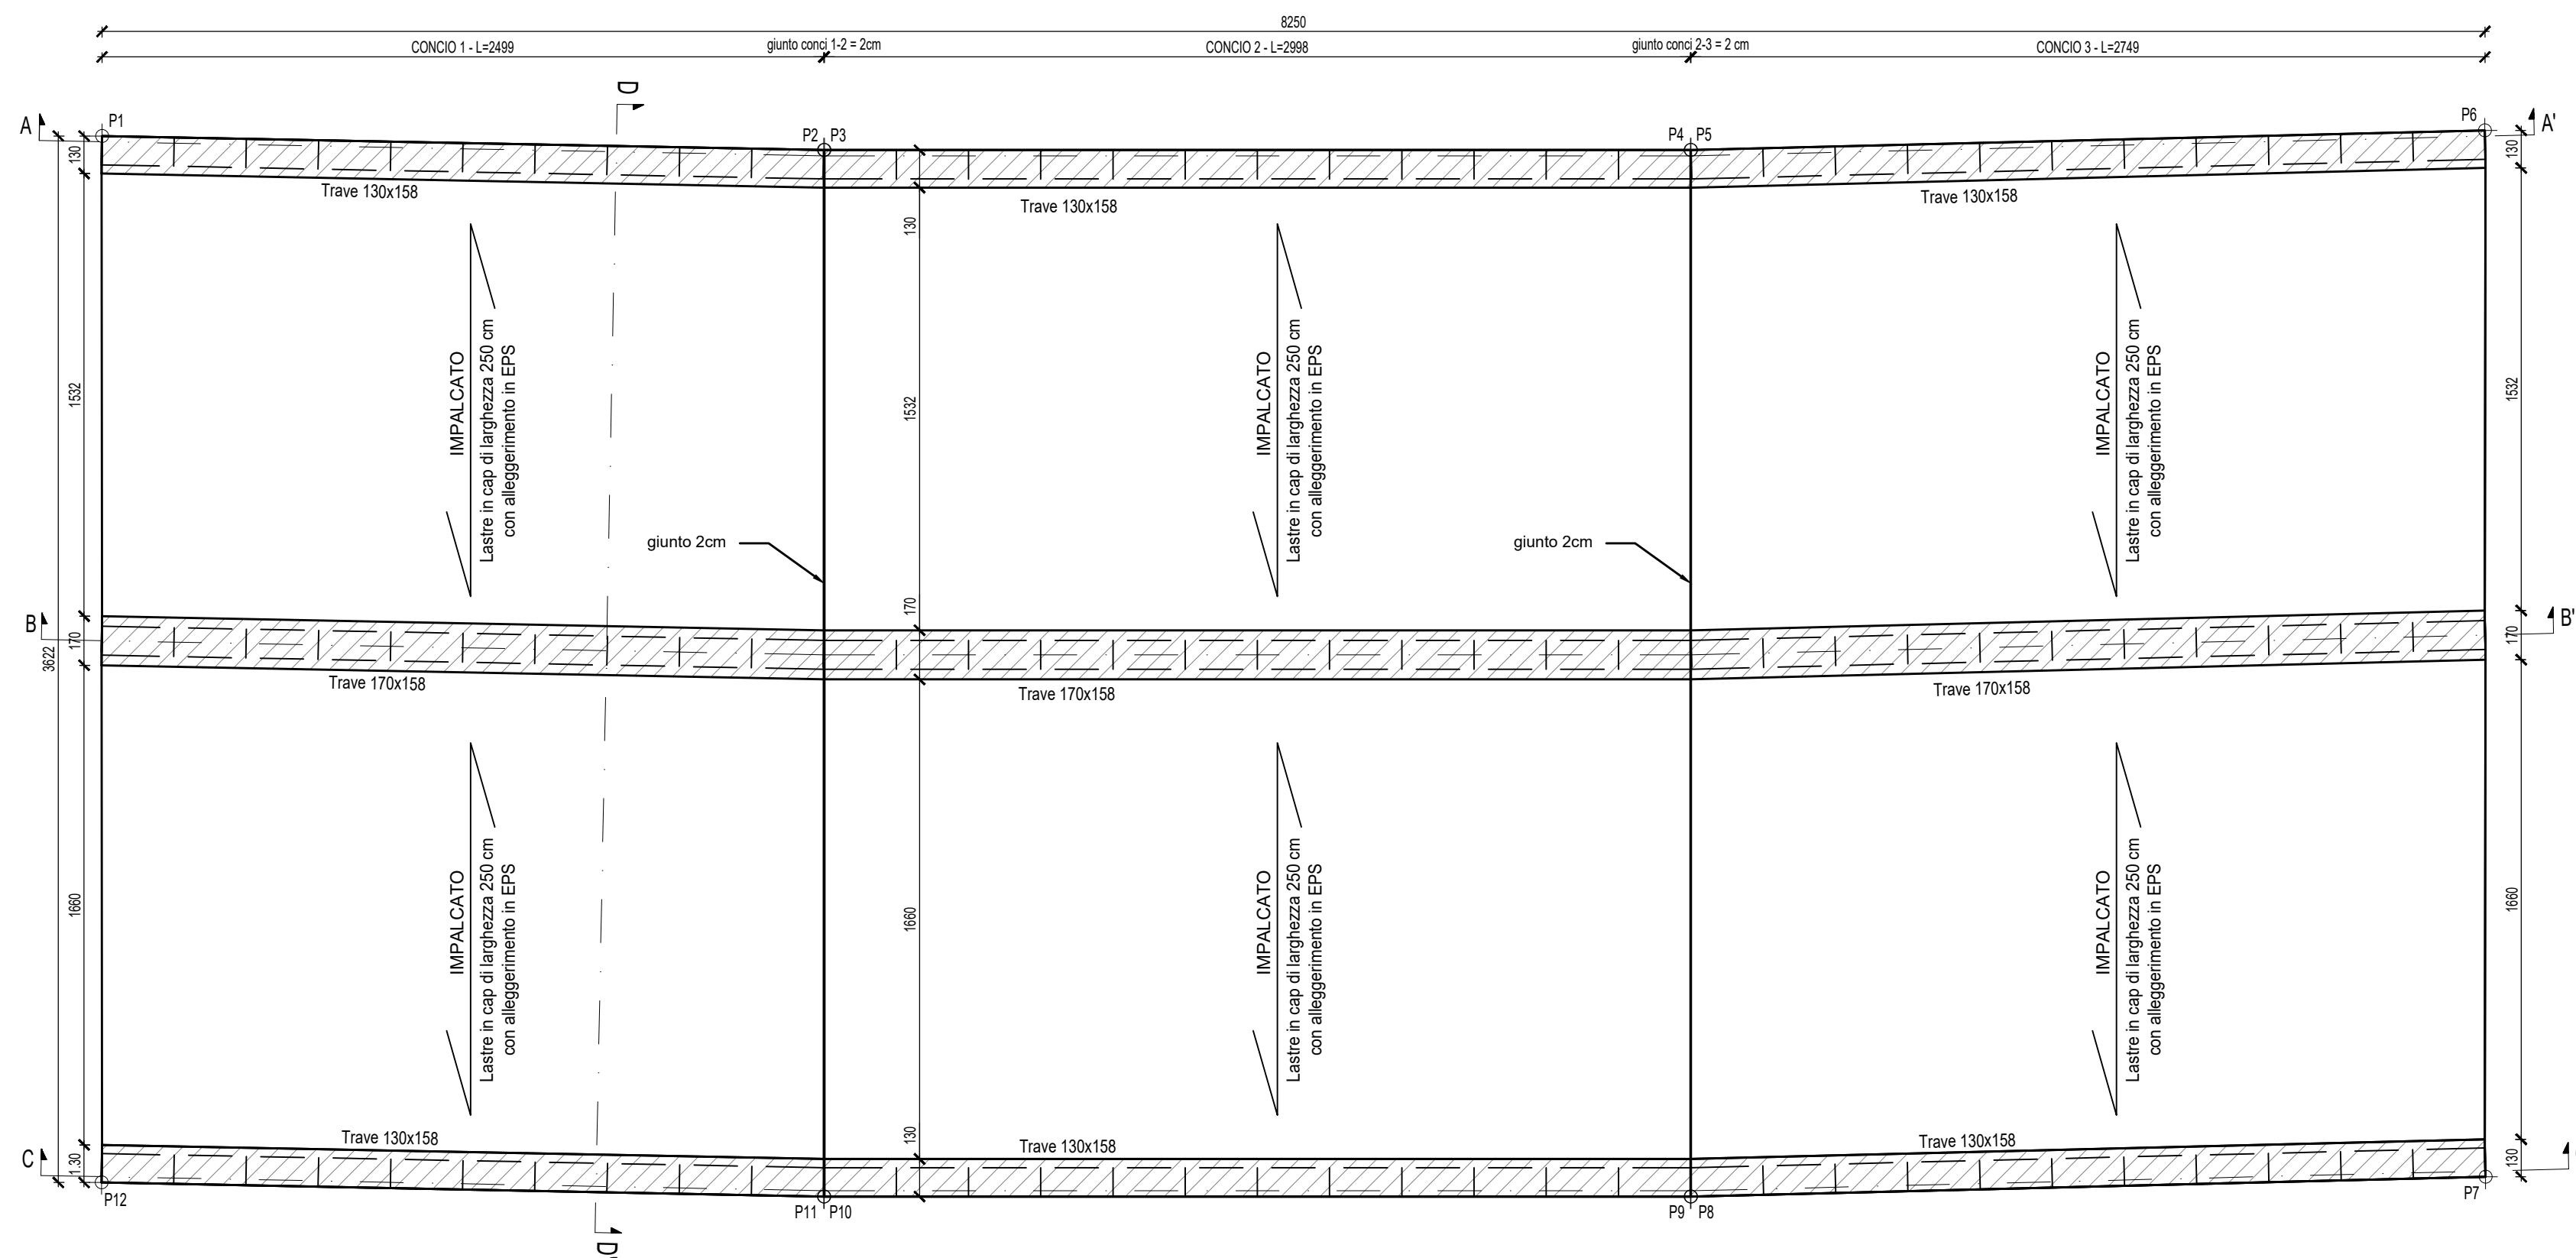 8250
CONCIO 1 - L=2499
giunto conci 1-2 = 2cm
CONCIO 2 - L=2998
giunto conci 2-3 = 2 cm
CONCIO 3 - L=2749
D
A
P1
P2
P3
P4
P5
P6
A'
130
130
Trave 130x158
Trave 130x158
Trave 130x158
130
1532
IMPALCATO
Lastre in cap di larghezza 250 cm
con alleggerimento in EPS
1532
IMPALCATO
Lastre in cap di larghezza 250 cm
con alleggerimento in EPS
IMPALCATO
Lastre in cap di larghezza 250 cm
con alleggerimento in EPS
1532
giunto 2cm
giunto 2cm
B
3622
170
170
170
B'
Trave 170x158
Trave 170x158
Trave 170x158
1660
IMPALCATO
Lastre in cap di larghezza 250 cm
con alleggerimento in EPS
1660
IMPALCATO
Lastre in cap di larghezza 250 cm
con alleggerimento in EPS
IMPALCATO
Lastre in cap di larghezza 250 cm
con alleggerimento in EPS
1660
Trave 130x158
Trave 130x158
Trave 130x158
C
1.30
130
130
P12
P11
P10
P9
P8
P7
D'